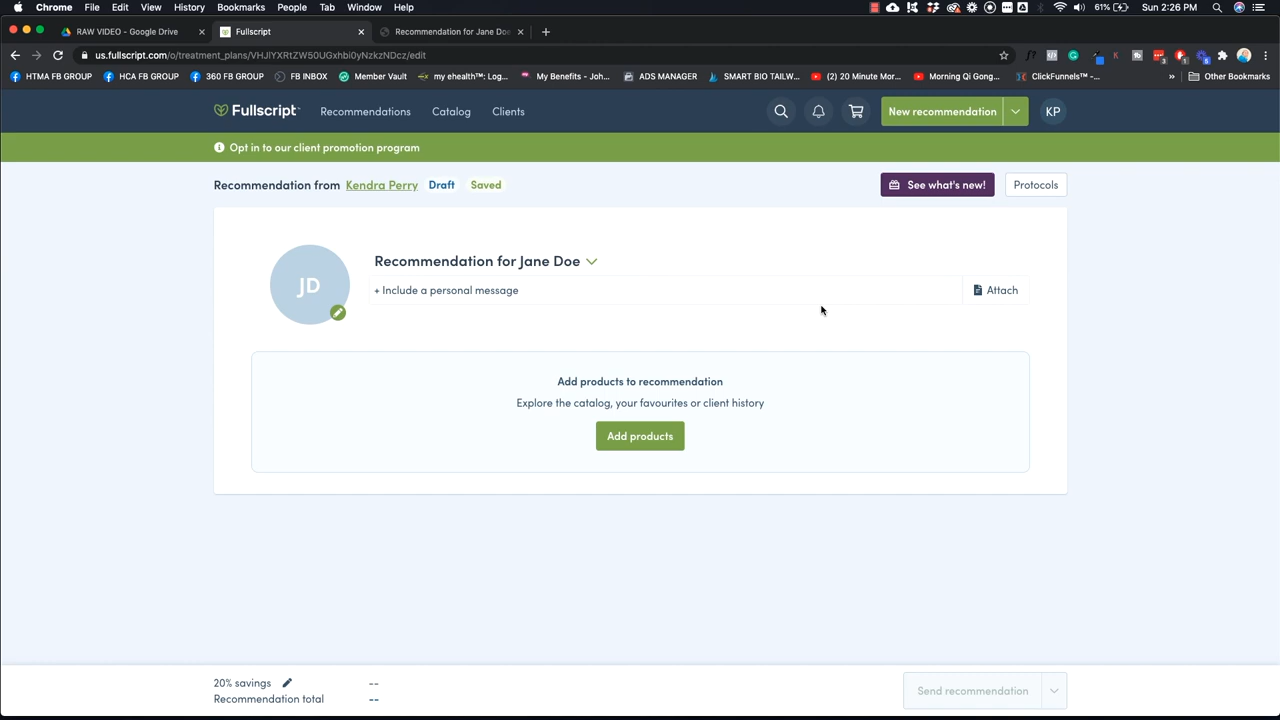 Chrome File Edit View History Bookmarks People Tab Window Help 61% Sun 2:26 PM
RAW VIDEO - Google Drive Fullscript Recommendation for Jane Do
us.fullscript.com/o/treatment_plans/VHJlYXRtZW50UGxhbi0yNzkzNDcz/edit
HTMA FB GROUP HCA FB GROUP 360 FB GROUP FB INBOX Member Vault my ehealth™: Log... My Benefits - Joh... ADS MANAGER SMART BIO TAILW... (2) 20 Minute Mor... Morning Qi Gong... ClickFunnels™ -... » Other Bookmarks
Fullscript Recommendations Catalog Clients New recommendation KP
Opt in to our client promotion program
Recommendation from Kendra Perry Draft Saved See what's new! Protocols
JD
Recommendation for Jane Doe
+ Include a personal message Attach
Add products to recommendation
Explore the catalog, your favourites or client history
Add products
20% savings --
Recommendation total --
Send recommendation